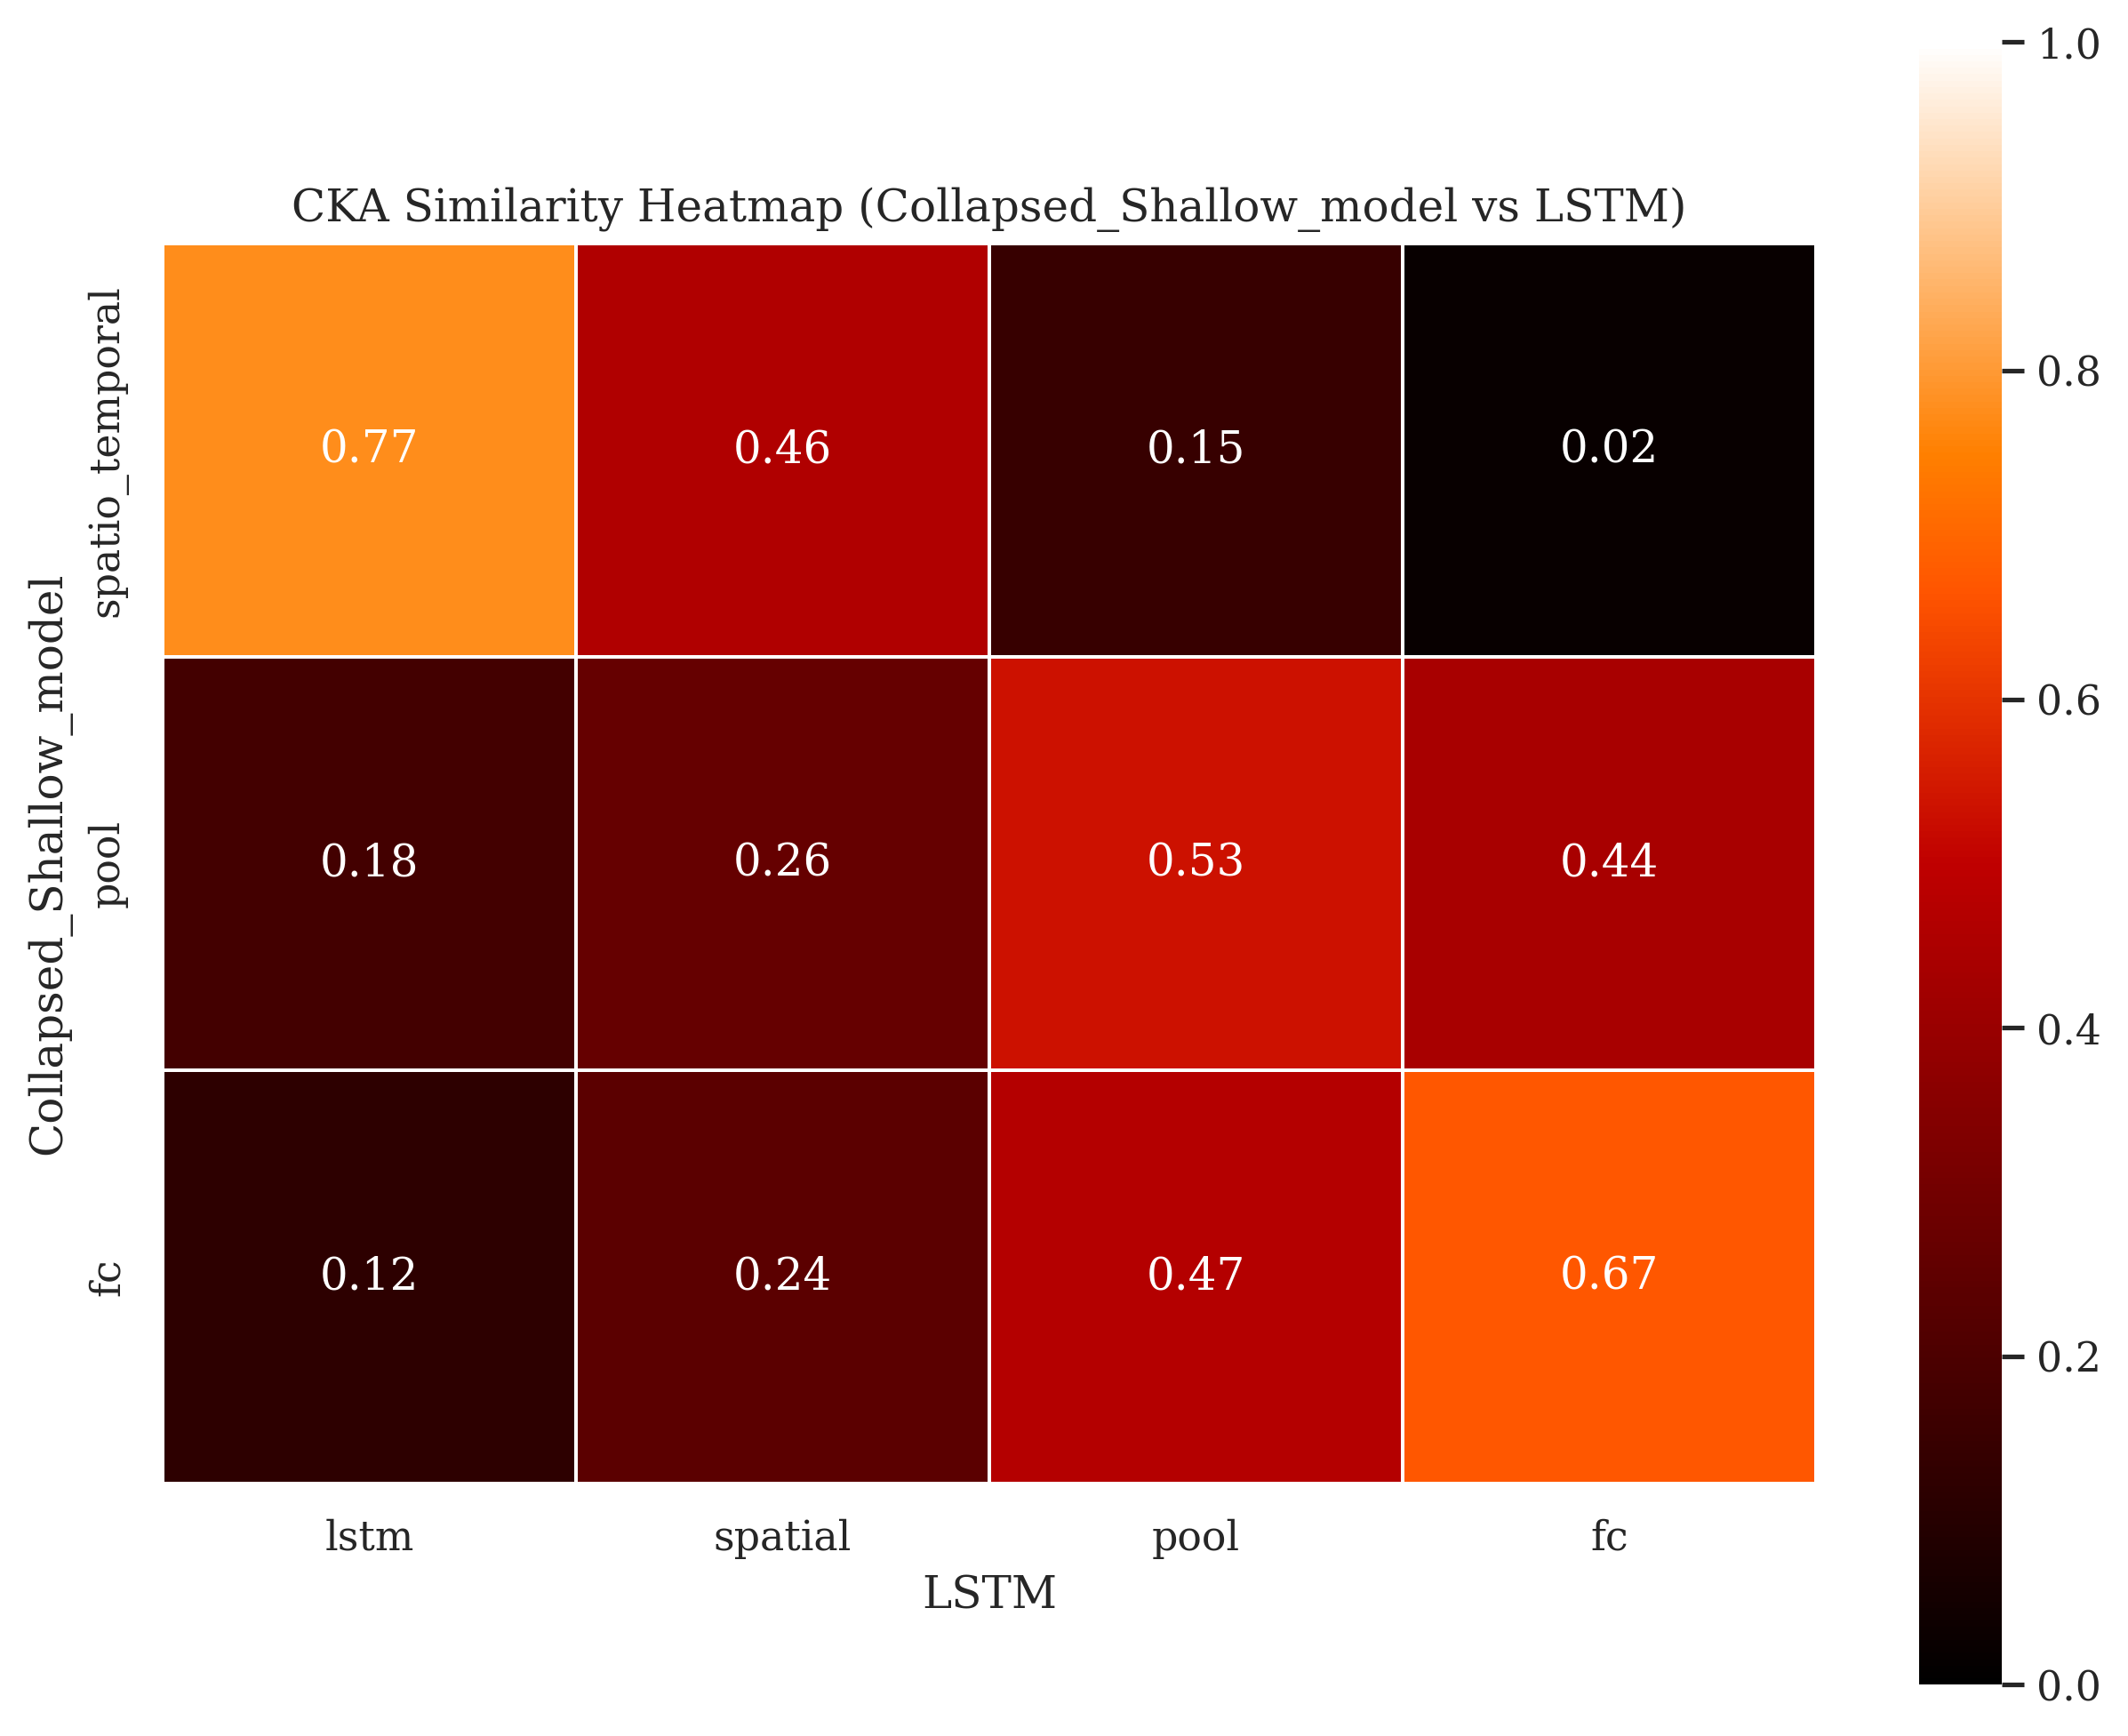 CKA Similarity Heatmap (Collapsed_Shallow_model vs LSTM)
Collapsed_Shallow_model
spatio_temporal
0.77 0.46 0.15 0.02
pool
0.18 0.26 0.53 0.44
fc
0.12 0.24 0.47 0.67
lstm spatial pool fc
LSTM
1.0
0.8
0.6
0.4
0.2
0.0